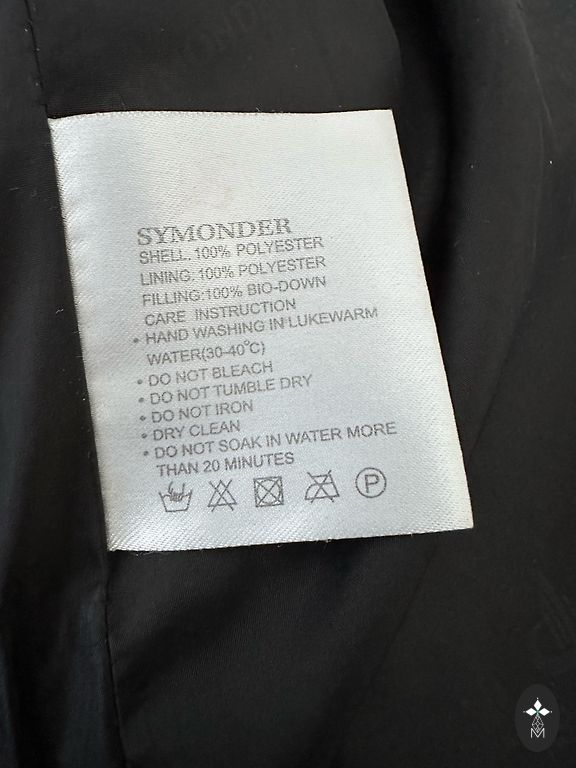 SYMONDER
SHELL: 100% POLYESTER
LINING: 100% POLYESTER
FILLING:100% BIO-DOWN
CARE INSTRUCTION
• HAND WASHING IN LUKEWARM
WATER(30-40°C)
• DO NOT BLEACH
• DO NOT TUMBLE DRY
• DO NOT IRON
• DRY CLEAN
• DO NOT SOAK IN WATER MORE
THAN 20 MINUTES
P
M